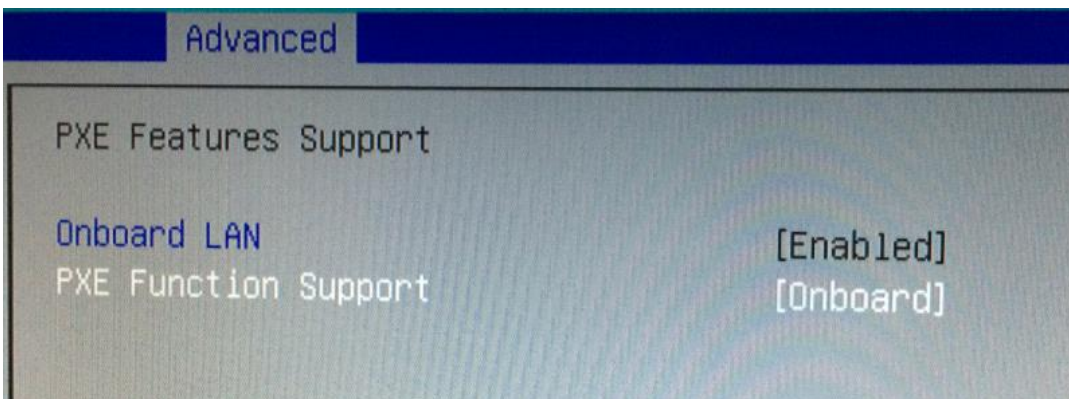 Advanced
PXE Features Support
Onboard LAN [Enabled]
PXE Function Support [Onboard]